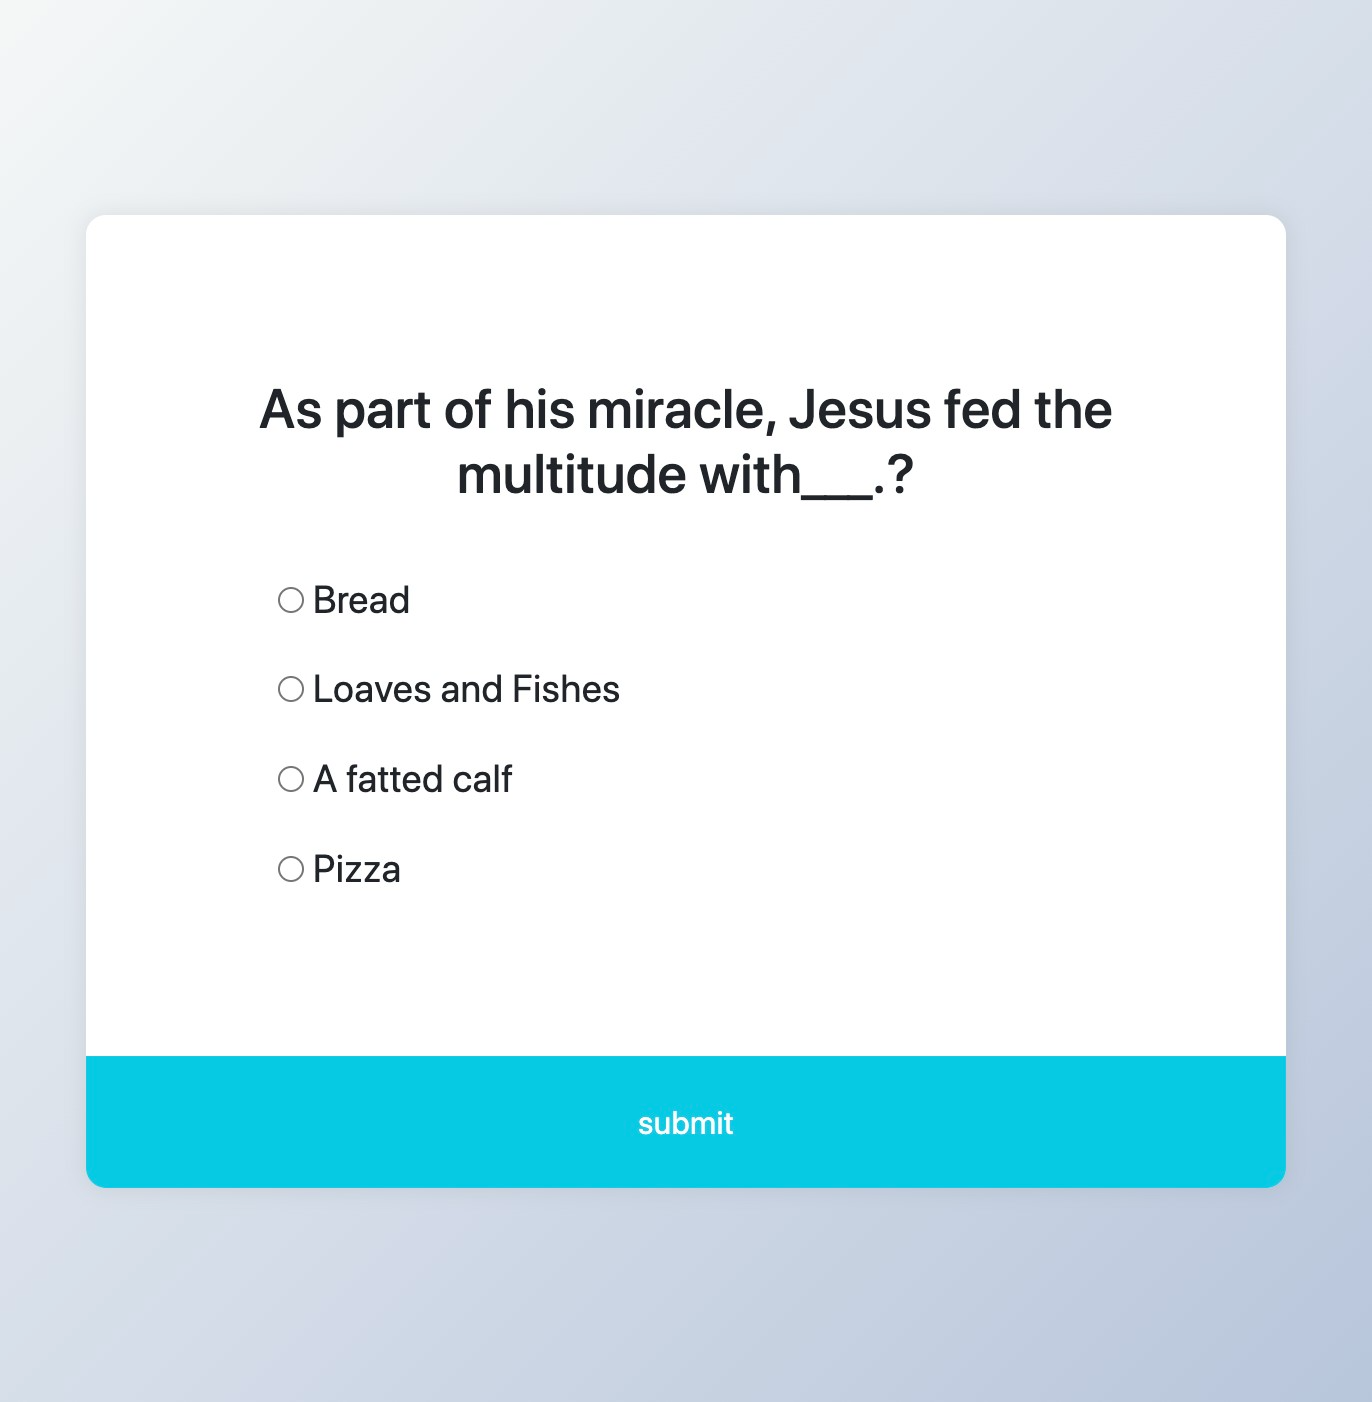 As part of his miracle, Jesus fed the
multitude with___.?
Bread
Loaves and Fishes
A fatted calf
Pizza
submit